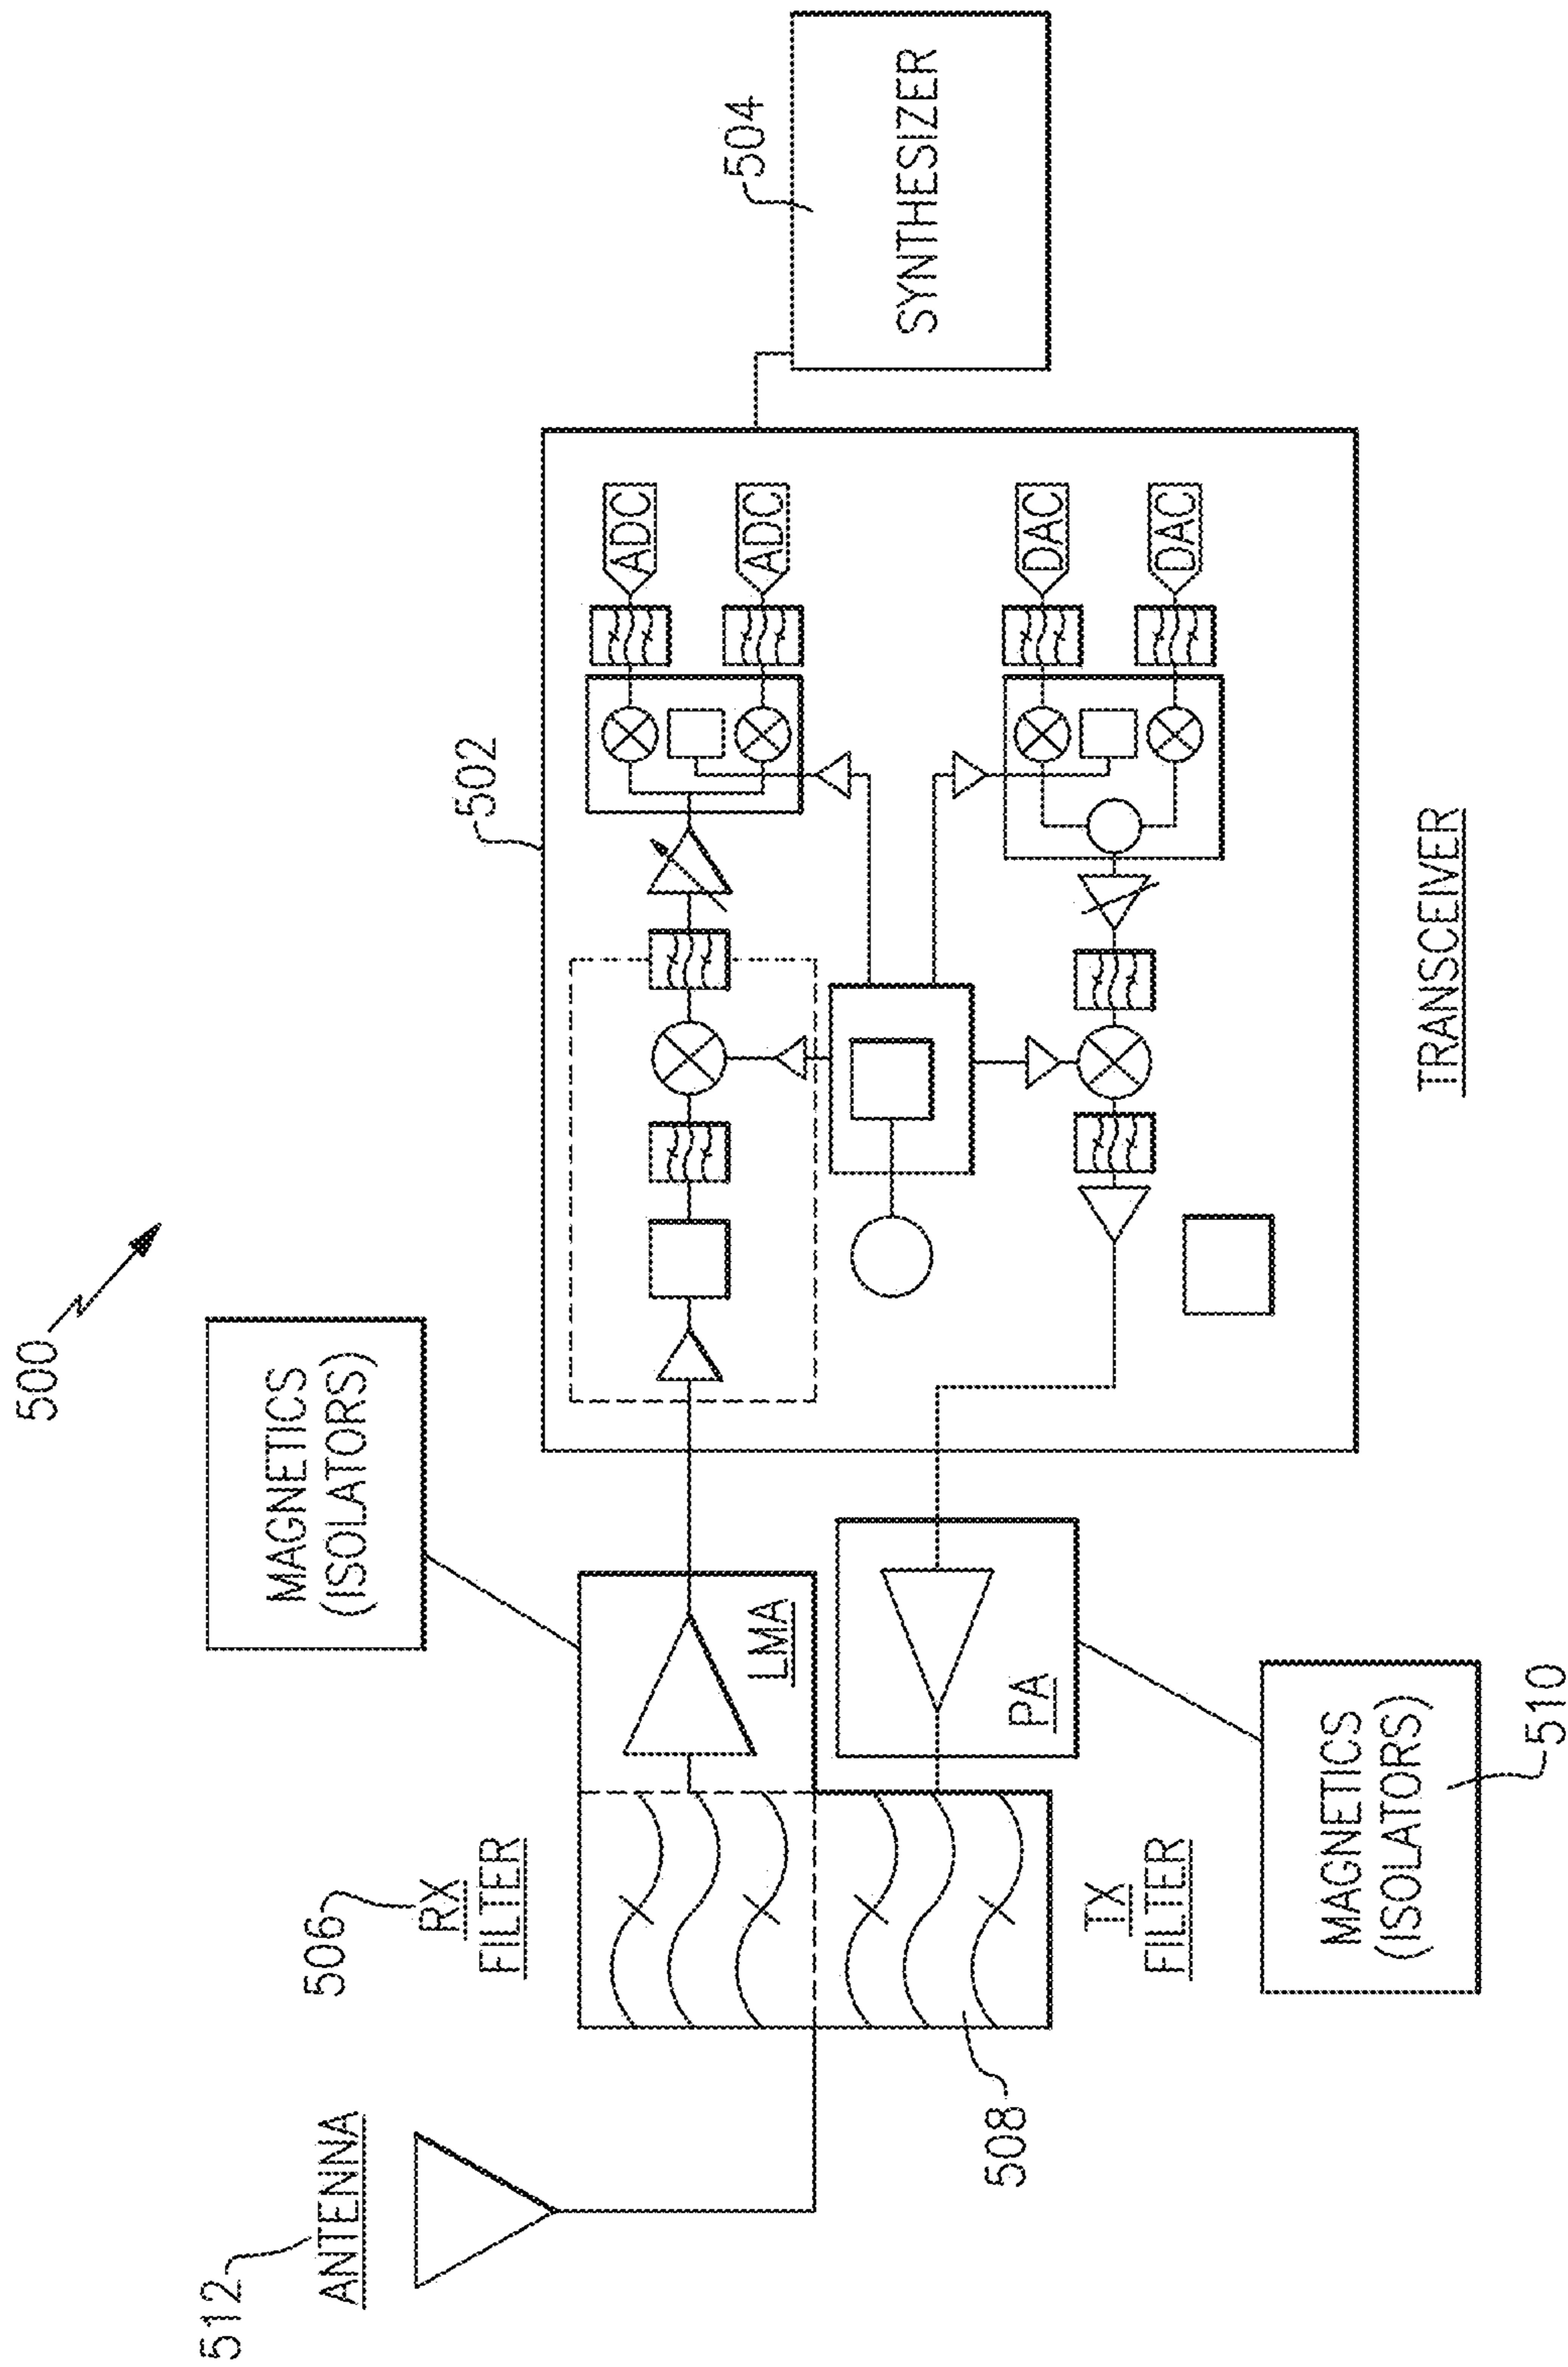 500
512
ANTENNA
506
RX
FILTER
MAGNETICS
(ISOLATORS)
502
504
SYNTHESIZER
ADC
ADC
LMA
DAC
DAC
PA
508
TX
FILTER
MAGNETICS
(ISOLATORS)
510
TRANSCEIVER